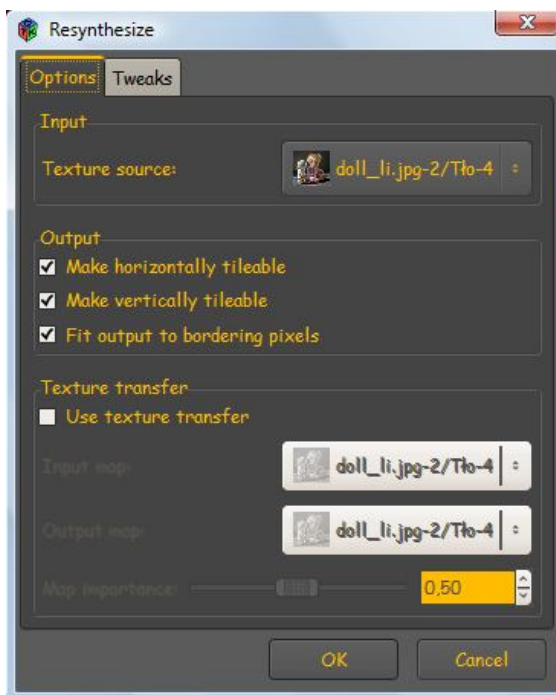 Resynthesize
Options Tweaks
Input
Texture source: doll_li.jpg-2/Tło-4
Output
Make horizontally tileable
Make vertically tileable
Fit output to bordering pixels
Texture transfer
Use texture transfer
Input map: doll_li.jpg-2/Tło-4
Output map: doll_li.jpg-2/Tło-4
Map importance: 0,50
OK Cancel